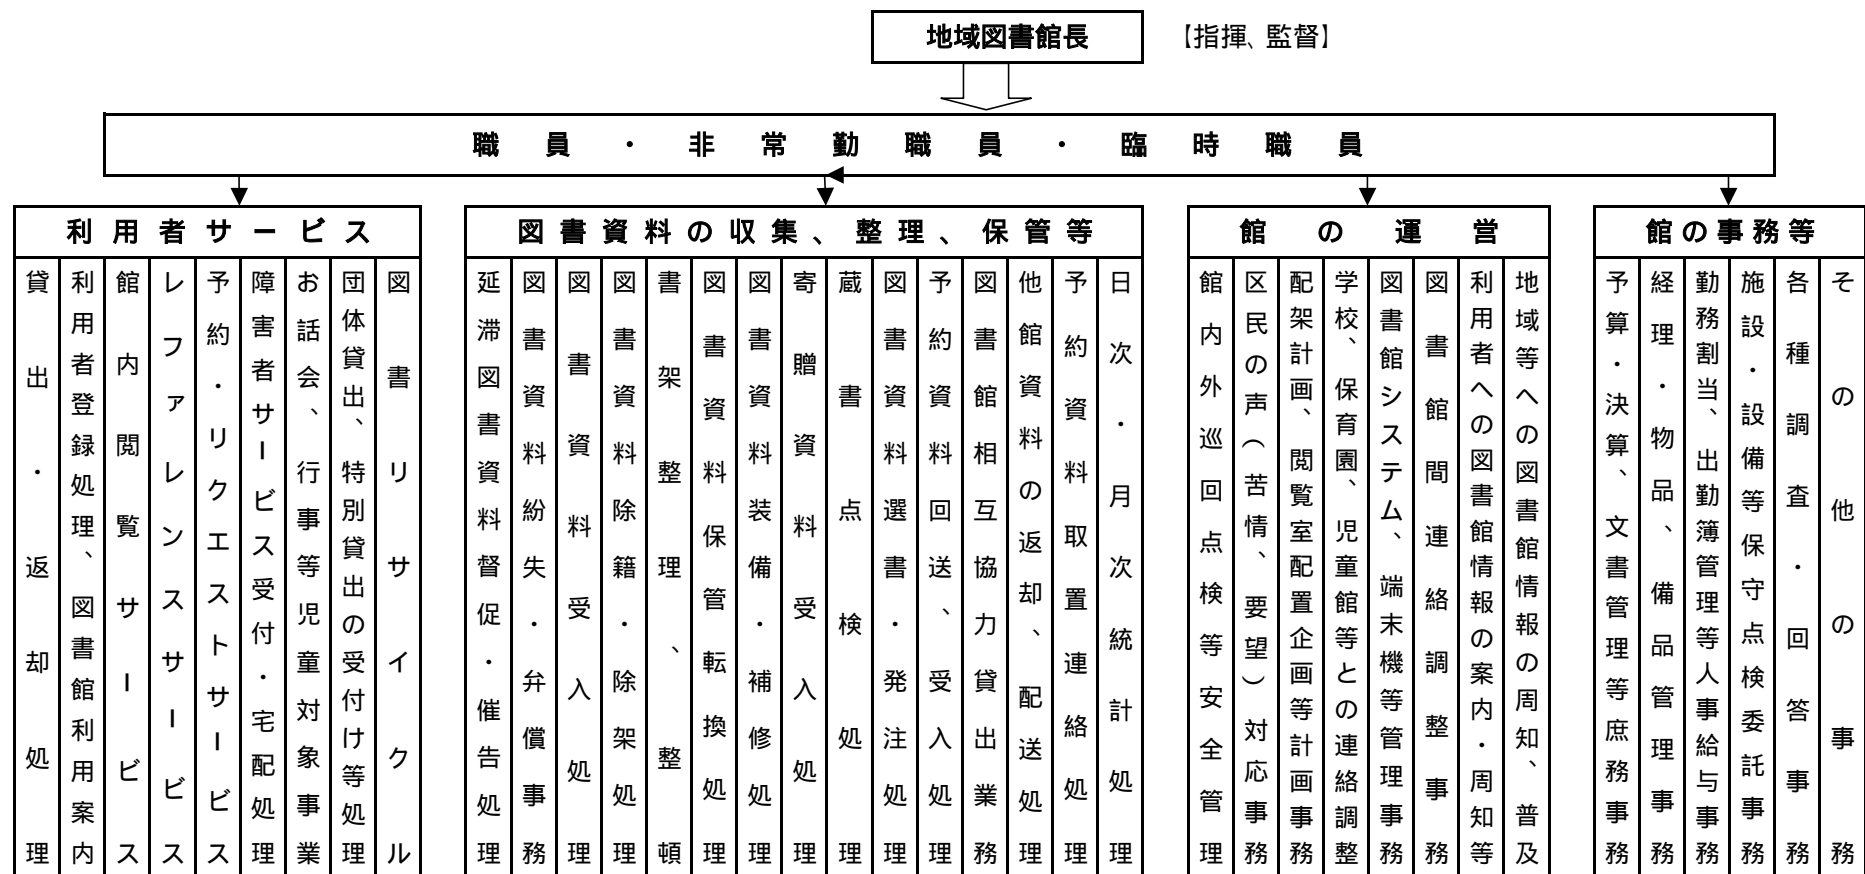 地域図書館長
【指揮、監督】
職員・非常勤職員・臨時職員
利用者サービス
貸出・返却処理
利用者登録処理、図書館利用案内
館内閲覧サービス
レファレンスサービス
予約・リクエストサービス
障害者サービス受付・宅配処理
お話会、行事等児童対象事業
団体貸出、特別貸出の受付け等処理
図書リサイクル
図書資料の収集、整理、保管等
延滞図書資料督促・催告処理
図書資料紛失・弁償事務
図書資料受入処理
図書資料除籍・除架処理
書架整理、整頓
図書資料保管転換処理
図書資料装備・補修処理
寄贈資料受入処理
蔵書点検処理
図書資料選書・発注処理
予約資料回送、受入処理
図書館相互協力貸出業務
他館資料の返却、配送処理
予約資料取置連絡処理
日次・月次統計処理
館の運営
館内外巡回点検等安全管理
区民の声（苦情、要望）対応事務
配架計画、閲覧室配置企画等計画事務
学校、保育園、児童館等との連絡調整
図書館システム、端末機等管理事務
図書館間連絡調整事務
利用者への図書館情報の案内・周知等
地域等への図書館情報の周知、普及
館の事務等
予算・決算、文書管理等庶務事務
経理・物品、備品管理事務
勤務割当、出勤簿管理等人事給与事務
施設・設備等保守点検委託事務
各種調査・回答事務
その他の事務